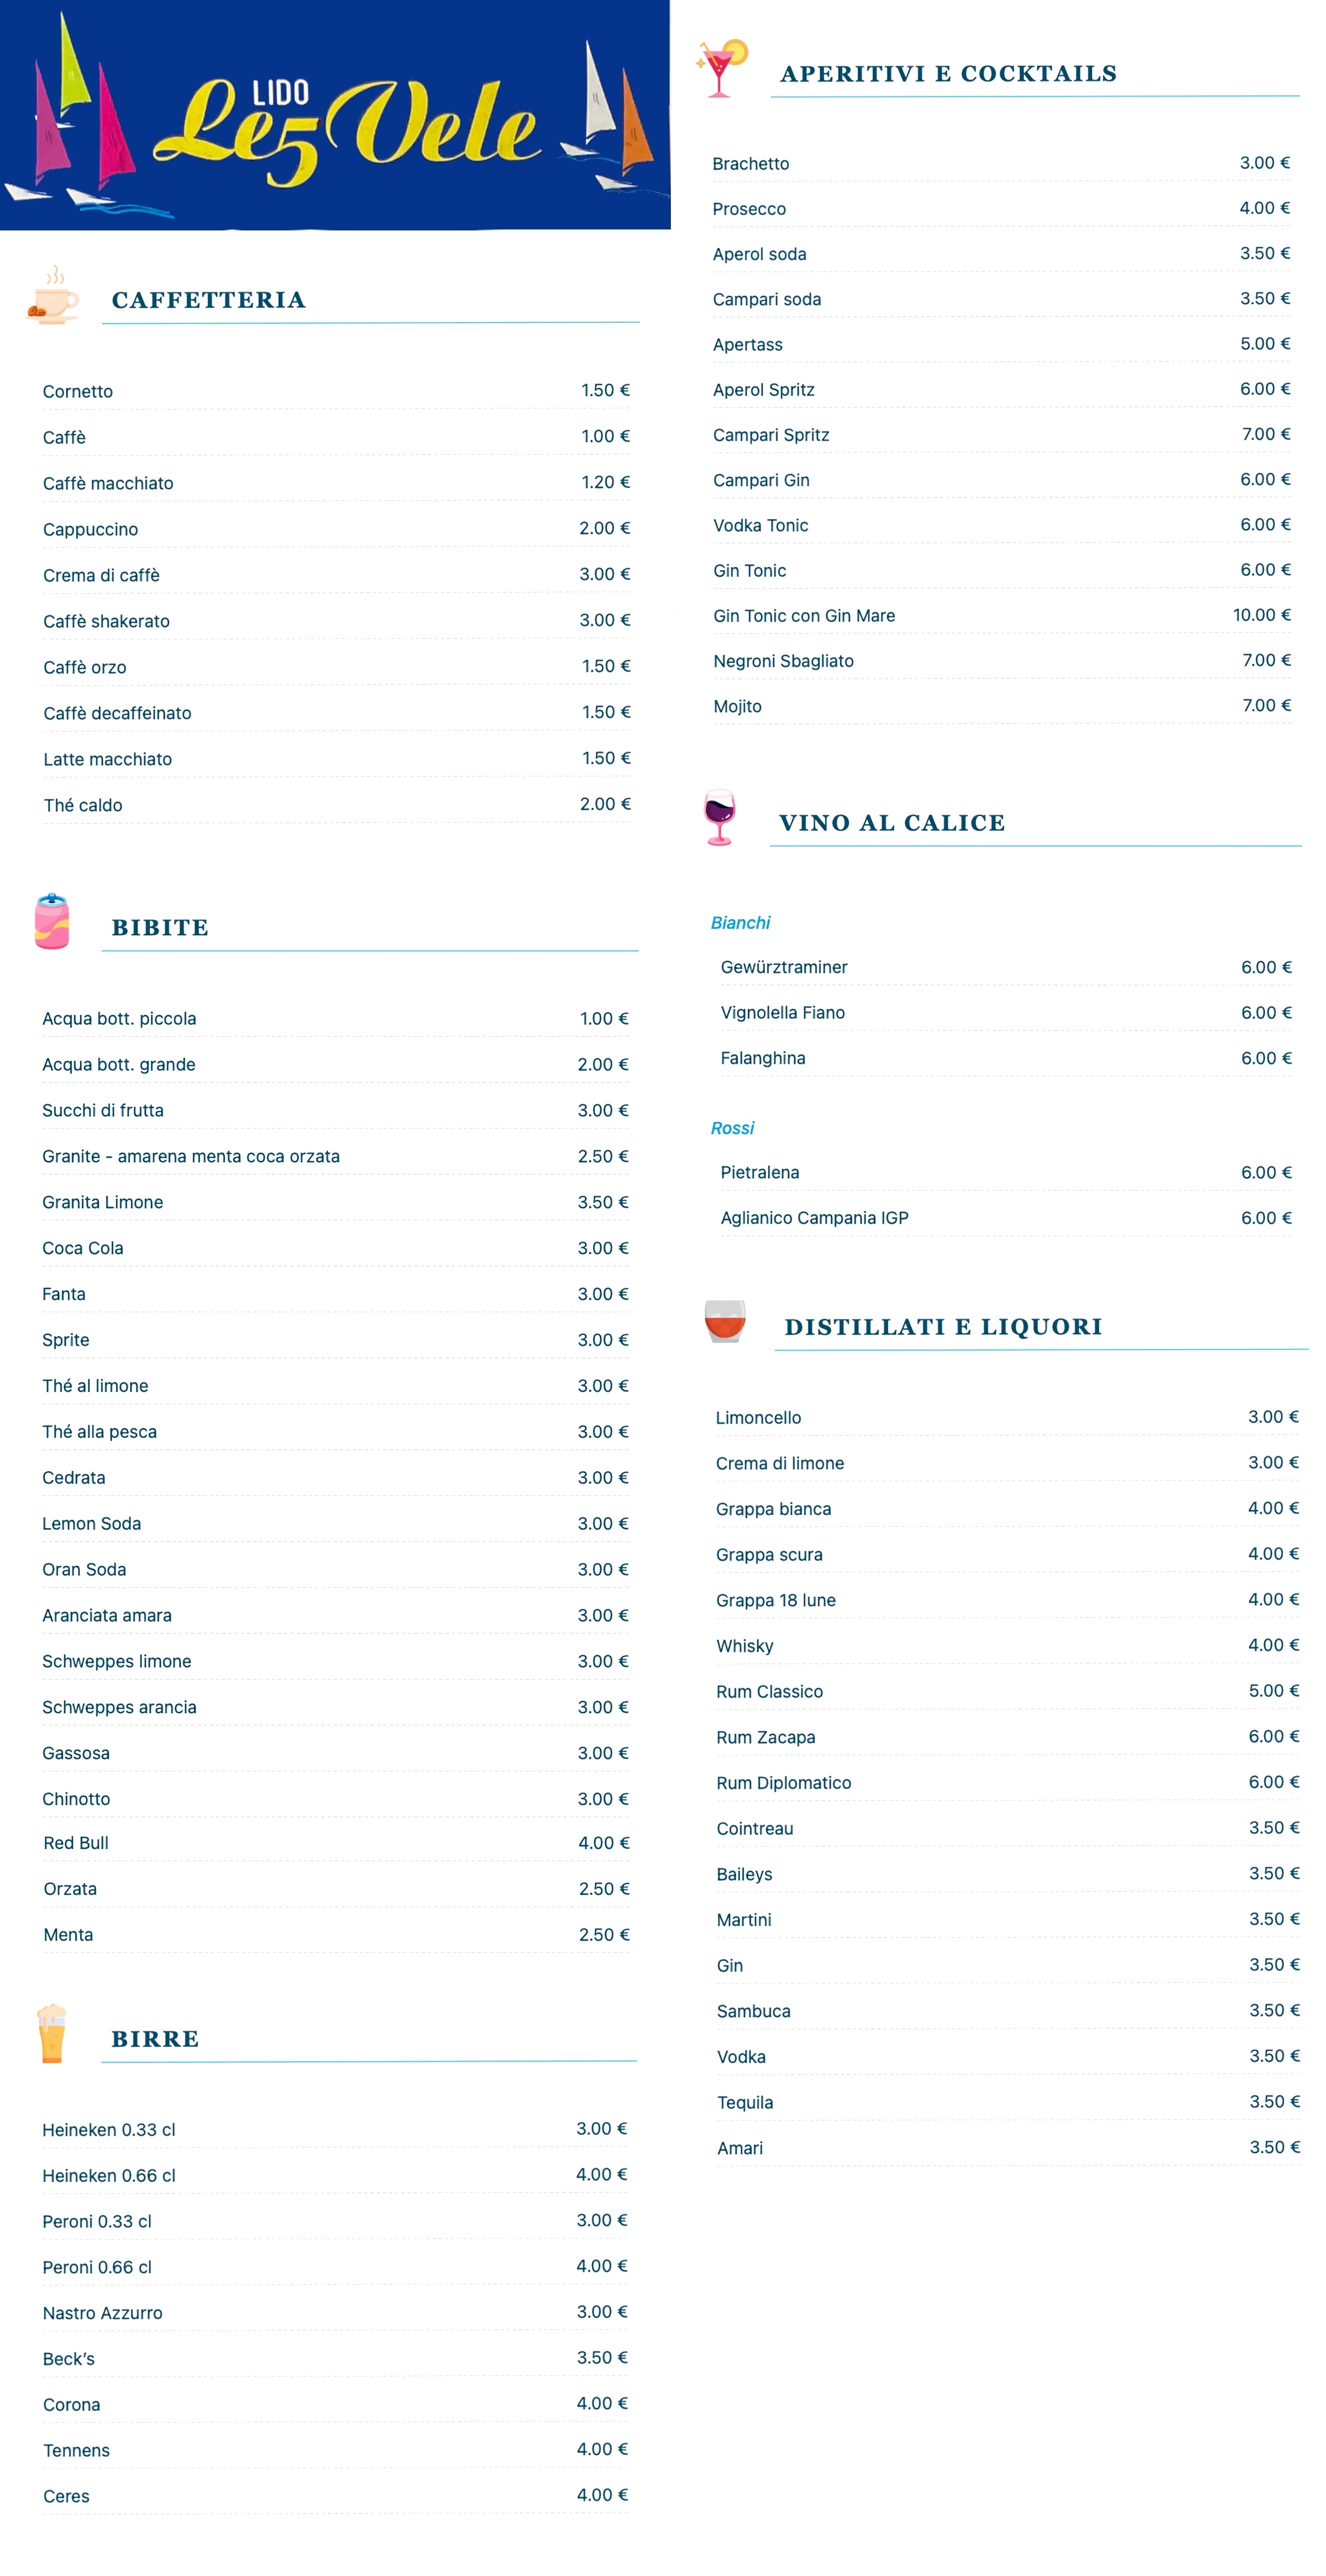 LIDO
Le 5 Vele
CAFFETTERIA
Cornetto 1.50 €
Caffè 1.00 €
Caffè macchiato 1.20 €
Cappuccino 2.00 €
Crema di caffè 3.00 €
Caffè shakerato 3.00 €
Caffè orzo 1.50 €
Caffè decaffeinato 1.50 €
Latte macchiato 1.50 €
Thé caldo 2.00 €
BIBITE
Acqua bott. piccola 1.00 €
Acqua bott. grande 2.00 €
Succhi di frutta 3.00 €
Granite - amarena menta coca orzata 2.50 €
Granita Limone 3.50 €
Coca Cola 3.00 €
Fanta 3.00 €
Sprite 3.00 €
Thé al limone 3.00 €
Thé alla pesca 3.00 €
Cedrata 3.00 €
Lemon Soda 3.00 €
Oran Soda 3.00 €
Aranciata amara 3.00 €
Schweppes limone 3.00 €
Schweppes arancia 3.00 €
Gassosa 3.00 €
Chinotto 3.00 €
Red Bull 4.00 €
Orzata 2.50 €
Menta 2.50 €
BIRRE
Heineken 0.33 cl 3.00 €
Heineken 0.66 cl 4.00 €
Peroni 0.33 cl 3.00 €
Peroni 0.66 cl 4.00 €
Nastro Azzurro 3.00 €
Beck's 3.50 €
Corona 4.00 €
Tennens 4.00 €
Ceres 4.00 €
APERITIVI E COCKTAILS
Brachetto 3.00 €
Prosecco 4.00 €
Aperol soda 3.50 €
Campari soda 3.50 €
Apertass 5.00 €
Aperol Spritz 6.00 €
Campari Spritz 7.00 €
Campari Gin 6.00 €
Vodka Tonic 6.00 €
Gin Tonic 6.00 €
Gin Tonic con Gin Mare 10.00 €
Negroni Sbagliato 7.00 €
Mojito 7.00 €
VINO AL CALICE
Bianchi
Gewürztraminer 6.00 €
Vignolella Fiano 6.00 €
Falanghina 6.00 €
Rossi
Pietralena 6.00 €
Aglianico Campania IGP 6.00 €
DISTILLATI E LIQUORI
Limoncello 3.00 €
Crema di limone 3.00 €
Grappa bianca 4.00 €
Grappa scura 4.00 €
Grappa 18 lune 4.00 €
Whisky 4.00 €
Rum Classico 5.00 €
Rum Zacapa 6.00 €
Rum Diplomatico 6.00 €
Cointreau 3.50 €
Baileys 3.50 €
Martini 3.50 €
Gin 3.50 €
Sambuca 3.50 €
Vodka 3.50 €
Tequila 3.50 €
Amari 3.50 €